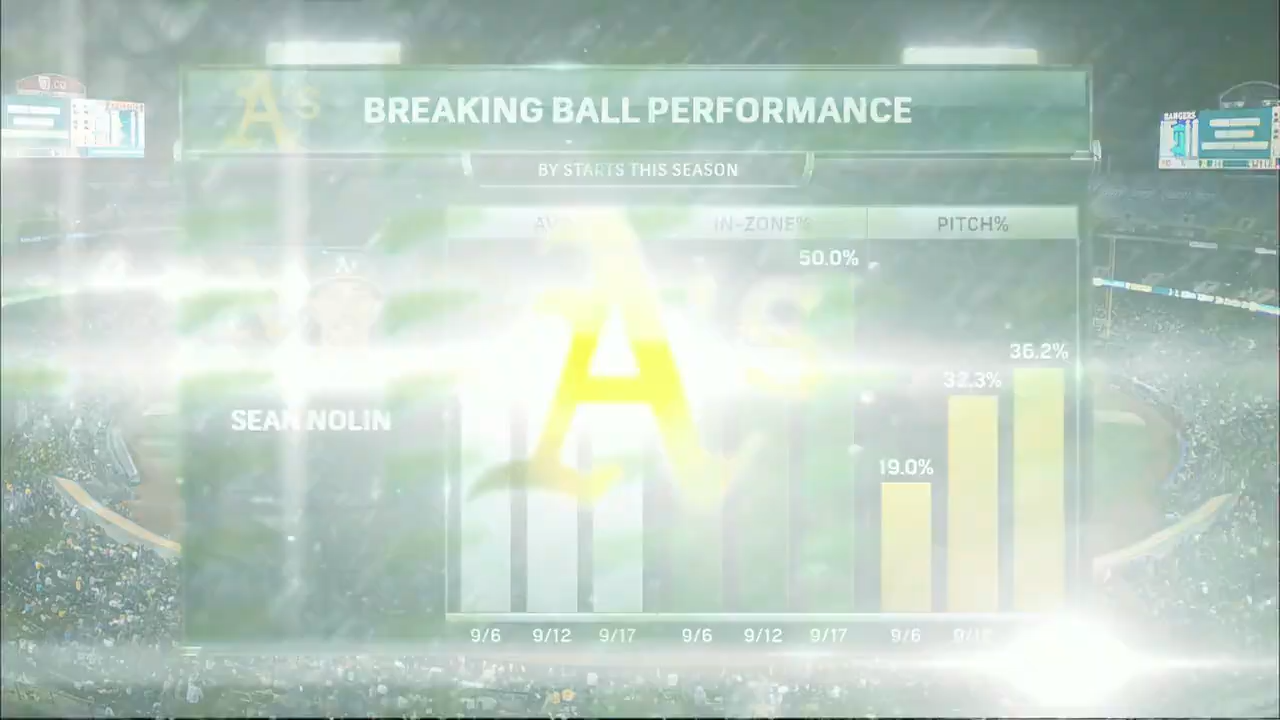 A's
BREAKING BALL PERFORMANCE
BY STARTS THIS SEASON
IN-ZONE% PITCH%
50.0%
36.2%
32.3%
SEAN NOLIN
A's
19.0%
9/6 9/12 9/17 9/6 9/12 9/17 9/6
RANGERS